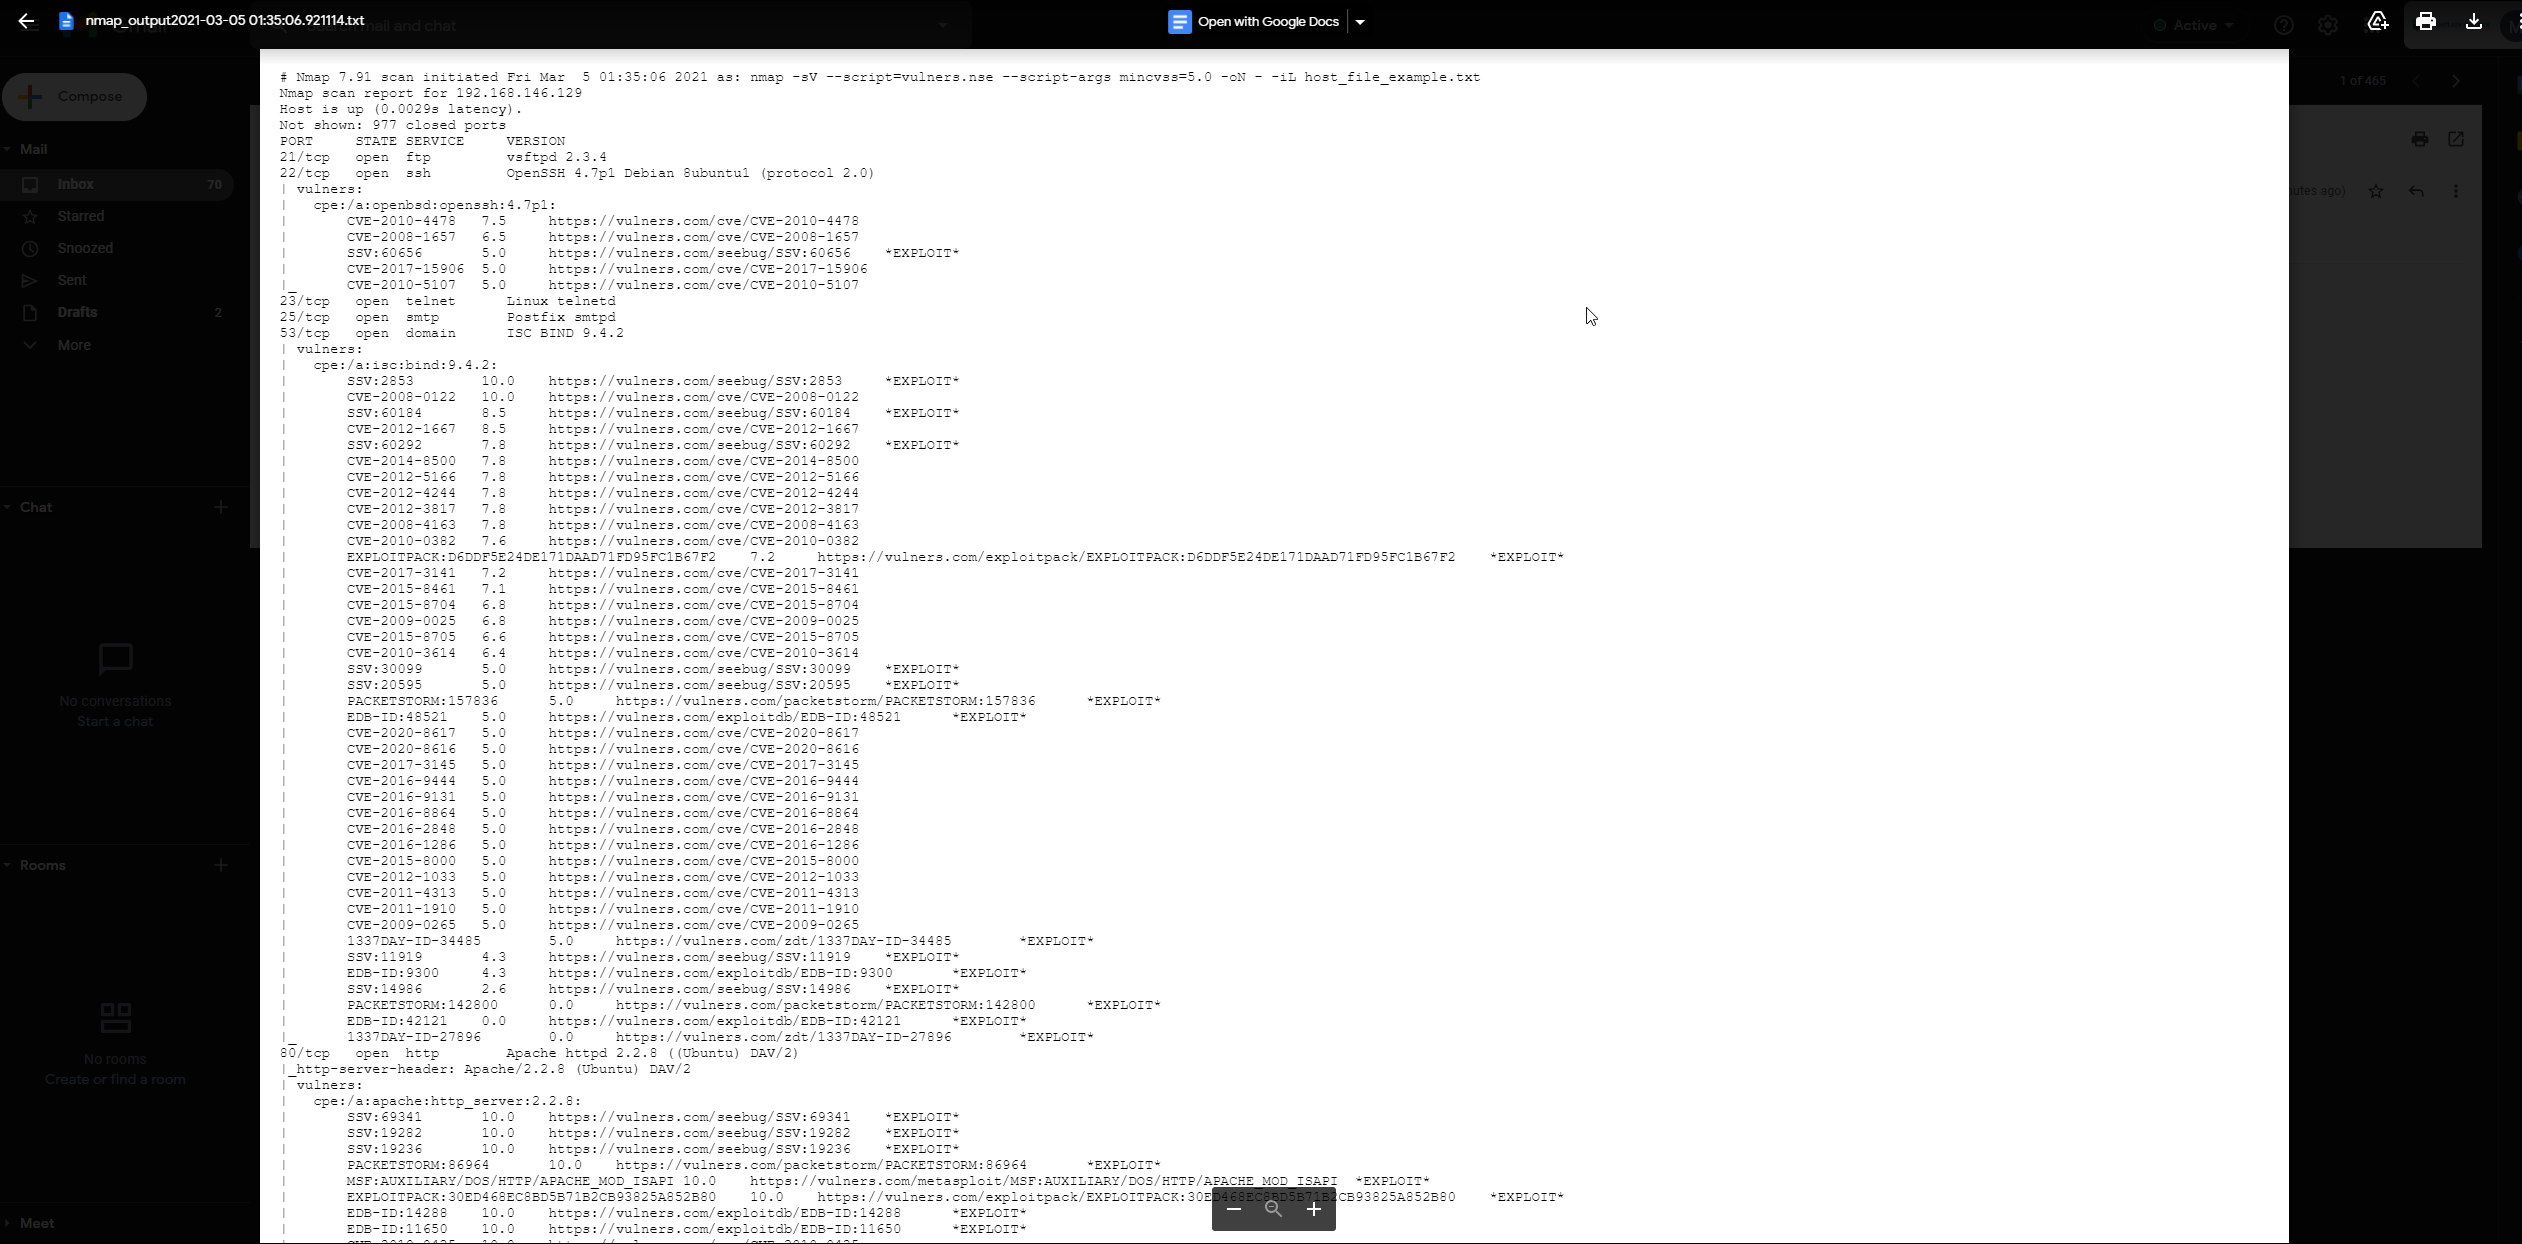 nmap_output2021-03-05 01:35:06.921114.txt
Open with Google Docs
Search mail and chat
Active
Compose
1 of 465
Mail
Inbox 70
Starred
Snoozed
Sent
Drafts 2
More
Chat
No conversations
Start a chat
Rooms
No rooms
Create or find a room
Meet
# Nmap 7.91 scan initiated Fri Mar  5 01:35:06 2021 as: nmap -sV --script=vulners.nse --script-args mincvss=5.0 -oN - -iL host_file_example.txt
Nmap scan report for 192.168.146.129
Host is up (0.0029s latency).
Not shown: 977 closed ports
PORT     STATE SERVICE     VERSION
21/tcp   open  ftp         vsftpd 2.3.4
22/tcp   open  ssh         OpenSSH 4.7p1 Debian 8ubuntu1 (protocol 2.0)
| vulners:
|   cpe:/a:openbsd:openssh:4.7p1:
|       CVE-2010-4478   7.5     https://vulners.com/cve/CVE-2010-4478
|       CVE-2008-1657   6.5     https://vulners.com/cve/CVE-2008-1657
|       SSV:60656       5.0     https://vulners.com/seebug/SSV:60656    *EXPLOIT*
|       CVE-2017-15906  5.0     https://vulners.com/cve/CVE-2017-15906
|_      CVE-2010-5107   5.0     https://vulners.com/cve/CVE-2010-5107
23/tcp   open  telnet      Linux telnetd
25/tcp   open  smtp        Postfix smtpd
53/tcp   open  domain      ISC BIND 9.4.2
| vulners:
|   cpe:/a:isc:bind:9.4.2:
|       SSV:2853        10.0    https://vulners.com/seebug/SSV:2853     *EXPLOIT*
|       CVE-2008-0122   10.0    https://vulners.com/cve/CVE-2008-0122
|       SSV:60184       8.5     https://vulners.com/seebug/SSV:60184    *EXPLOIT*
|       CVE-2012-1667   8.5     https://vulners.com/cve/CVE-2012-1667
|       SSV:60292       7.8     https://vulners.com/seebug/SSV:60292    *EXPLOIT*
|       CVE-2014-8500   7.8     https://vulners.com/cve/CVE-2014-8500
|       CVE-2012-5166   7.8     https://vulners.com/cve/CVE-2012-5166
|       CVE-2012-4244   7.8     https://vulners.com/cve/CVE-2012-4244
|       CVE-2012-3817   7.8     https://vulners.com/cve/CVE-2012-3817
|       CVE-2008-4163   7.8     https://vulners.com/cve/CVE-2008-4163
|       CVE-2010-0382   7.6     https://vulners.com/cve/CVE-2010-0382
|       EXPLOITPACK:D6DDF5E24DE171DAAD71FD95FC1B67F2    7.2     https://vulners.com/exploitpack/EXPLOITPACK:D6DDF5E24DE171DAAD71FD95FC1B67F2    *EXPLOIT*
|       CVE-2017-3141   7.2     https://vulners.com/cve/CVE-2017-3141
|       CVE-2015-8461   7.1     https://vulners.com/cve/CVE-2015-8461
|       CVE-2015-8704   6.8     https://vulners.com/cve/CVE-2015-8704
|       CVE-2009-0025   6.8     https://vulners.com/cve/CVE-2009-0025
|       CVE-2015-8705   6.6     https://vulners.com/cve/CVE-2015-8705
|       CVE-2010-3614   6.4     https://vulners.com/cve/CVE-2010-3614
|       SSV:30099       5.0     https://vulners.com/seebug/SSV:30099    *EXPLOIT*
|       SSV:20595       5.0     https://vulners.com/seebug/SSV:20595    *EXPLOIT*
|       PACKETSTORM:157836      5.0     https://vulners.com/packetstorm/PACKETSTORM:157836      *EXPLOIT*
|       EDB-ID:48521    5.0     https://vulners.com/exploitdb/EDB-ID:48521      *EXPLOIT*
|       CVE-2020-8617   5.0     https://vulners.com/cve/CVE-2020-8617
|       CVE-2020-8616   5.0     https://vulners.com/cve/CVE-2020-8616
|       CVE-2017-3145   5.0     https://vulners.com/cve/CVE-2017-3145
|       CVE-2016-9444   5.0     https://vulners.com/cve/CVE-2016-9444
|       CVE-2016-9131   5.0     https://vulners.com/cve/CVE-2016-9131
|       CVE-2016-8864   5.0     https://vulners.com/cve/CVE-2016-8864
|       CVE-2016-2848   5.0     https://vulners.com/cve/CVE-2016-2848
|       CVE-2016-1286   5.0     https://vulners.com/cve/CVE-2016-1286
|       CVE-2015-8000   5.0     https://vulners.com/cve/CVE-2015-8000
|       CVE-2012-1033   5.0     https://vulners.com/cve/CVE-2012-1033
|       CVE-2011-4313   5.0     https://vulners.com/cve/CVE-2011-4313
|       CVE-2011-1910   5.0     https://vulners.com/cve/CVE-2011-1910
|       CVE-2009-0265   5.0     https://vulners.com/cve/CVE-2009-0265
|       1337DAY-ID-34485        5.0     https://vulners.com/zdt/1337DAY-ID-34485        *EXPLOIT*
|       SSV:11919       4.3     https://vulners.com/seebug/SSV:11919    *EXPLOIT*
|       EDB-ID:9300     4.3     https://vulners.com/exploitdb/EDB-ID:9300       *EXPLOIT*
|       SSV:14986       2.6     https://vulners.com/seebug/SSV:14986    *EXPLOIT*
|       PACKETSTORM:142800      0.0     https://vulners.com/packetstorm/PACKETSTORM:142800      *EXPLOIT*
|       EDB-ID:42121    0.0     https://vulners.com/exploitdb/EDB-ID:42121      *EXPLOIT*
|_      1337DAY-ID-27896        0.0     https://vulners.com/zdt/1337DAY-ID-27896        *EXPLOIT*
80/tcp   open  http        Apache httpd 2.2.8 ((Ubuntu) DAV/2)
|_http-server-header: Apache/2.2.8 (Ubuntu) DAV/2
| vulners:
|   cpe:/a:apache:http_server:2.2.8:
|       SSV:69341       10.0    https://vulners.com/seebug/SSV:69341    *EXPLOIT*
|       SSV:19282       10.0    https://vulners.com/seebug/SSV:19282    *EXPLOIT*
|       SSV:19236       10.0    https://vulners.com/seebug/SSV:19236    *EXPLOIT*
|       PACKETSTORM:86964       10.0    https://vulners.com/packetstorm/PACKETSTORM:86964       *EXPLOIT*
|       MSF:AUXILIARY/DOS/HTTP/APACHE_MOD_ISAPI 10.0    https://vulners.com/metasploit/MSF:AUXILIARY/DOS/HTTP/APACHE_MOD_ISAPI  *EXPLOIT*
|       EXPLOITPACK:30ED468EC8BD5B71B2CB93825A852B80    10.0    https://vulners.com/exploitpack/EXPLOITPACK:30ED468EC8BD5B71B2CB93825A852B80    *EXPLOIT*
|       EDB-ID:14288    10.0    https://vulners.com/exploitdb/EDB-ID:14288      *EXPLOIT*
|       EDB-ID:11650    10.0    https://vulners.com/exploitdb/EDB-ID:11650      *EXPLOIT*